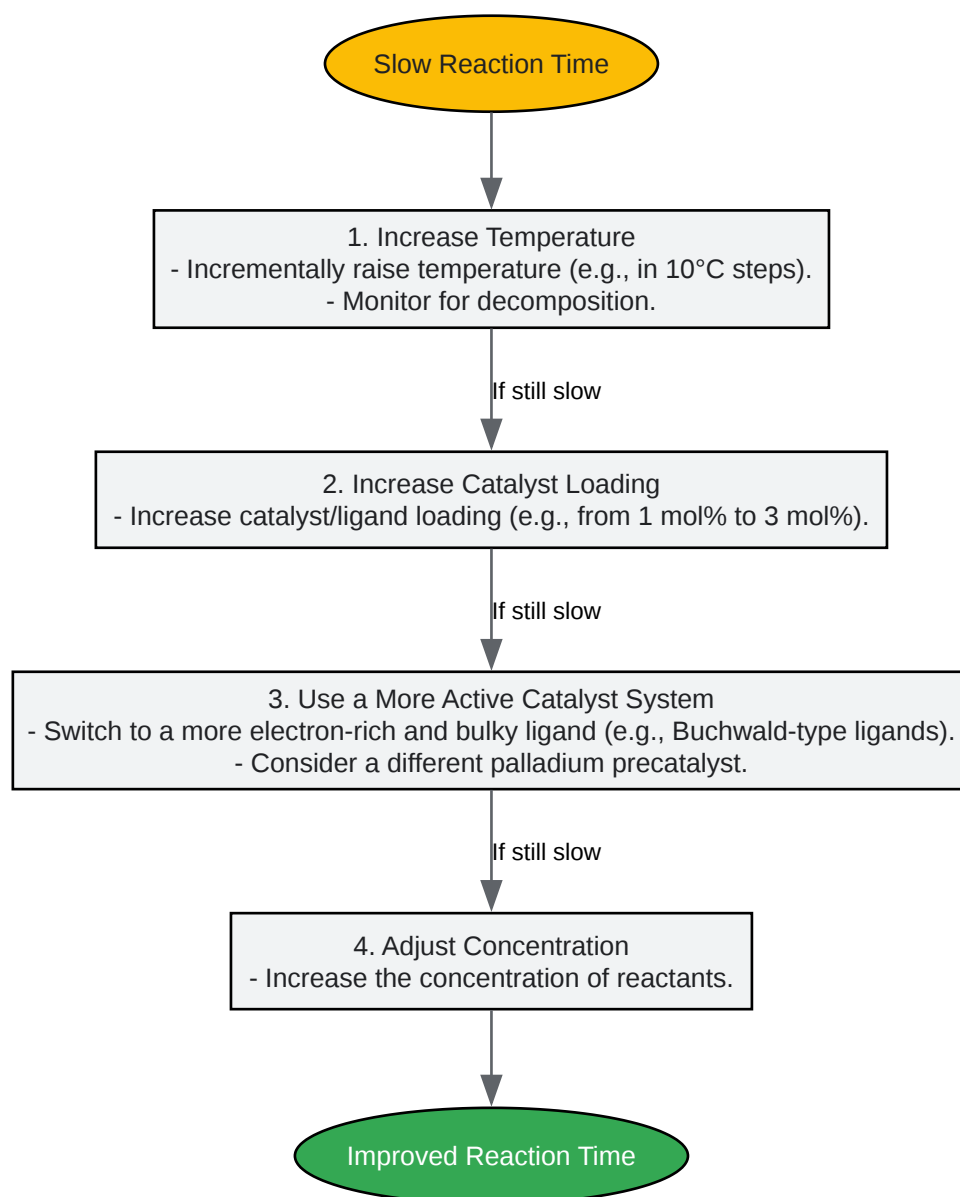 Slow Reaction Time
1. Increase Temperature
- Incrementally raise temperature (e.g., in 10°C steps).
- Monitor for decomposition.
If still slow
2. Increase Catalyst Loading
- Increase catalyst/ligand loading (e.g., from 1 mol% to 3 mol%).
If still slow
3. Use a More Active Catalyst System
- Switch to a more electron-rich and bulky ligand (e.g., Buchwald-type ligands).
- Consider a different palladium precatalyst.
If still slow
4. Adjust Concentration
- Increase the concentration of reactants.
Improved Reaction Time